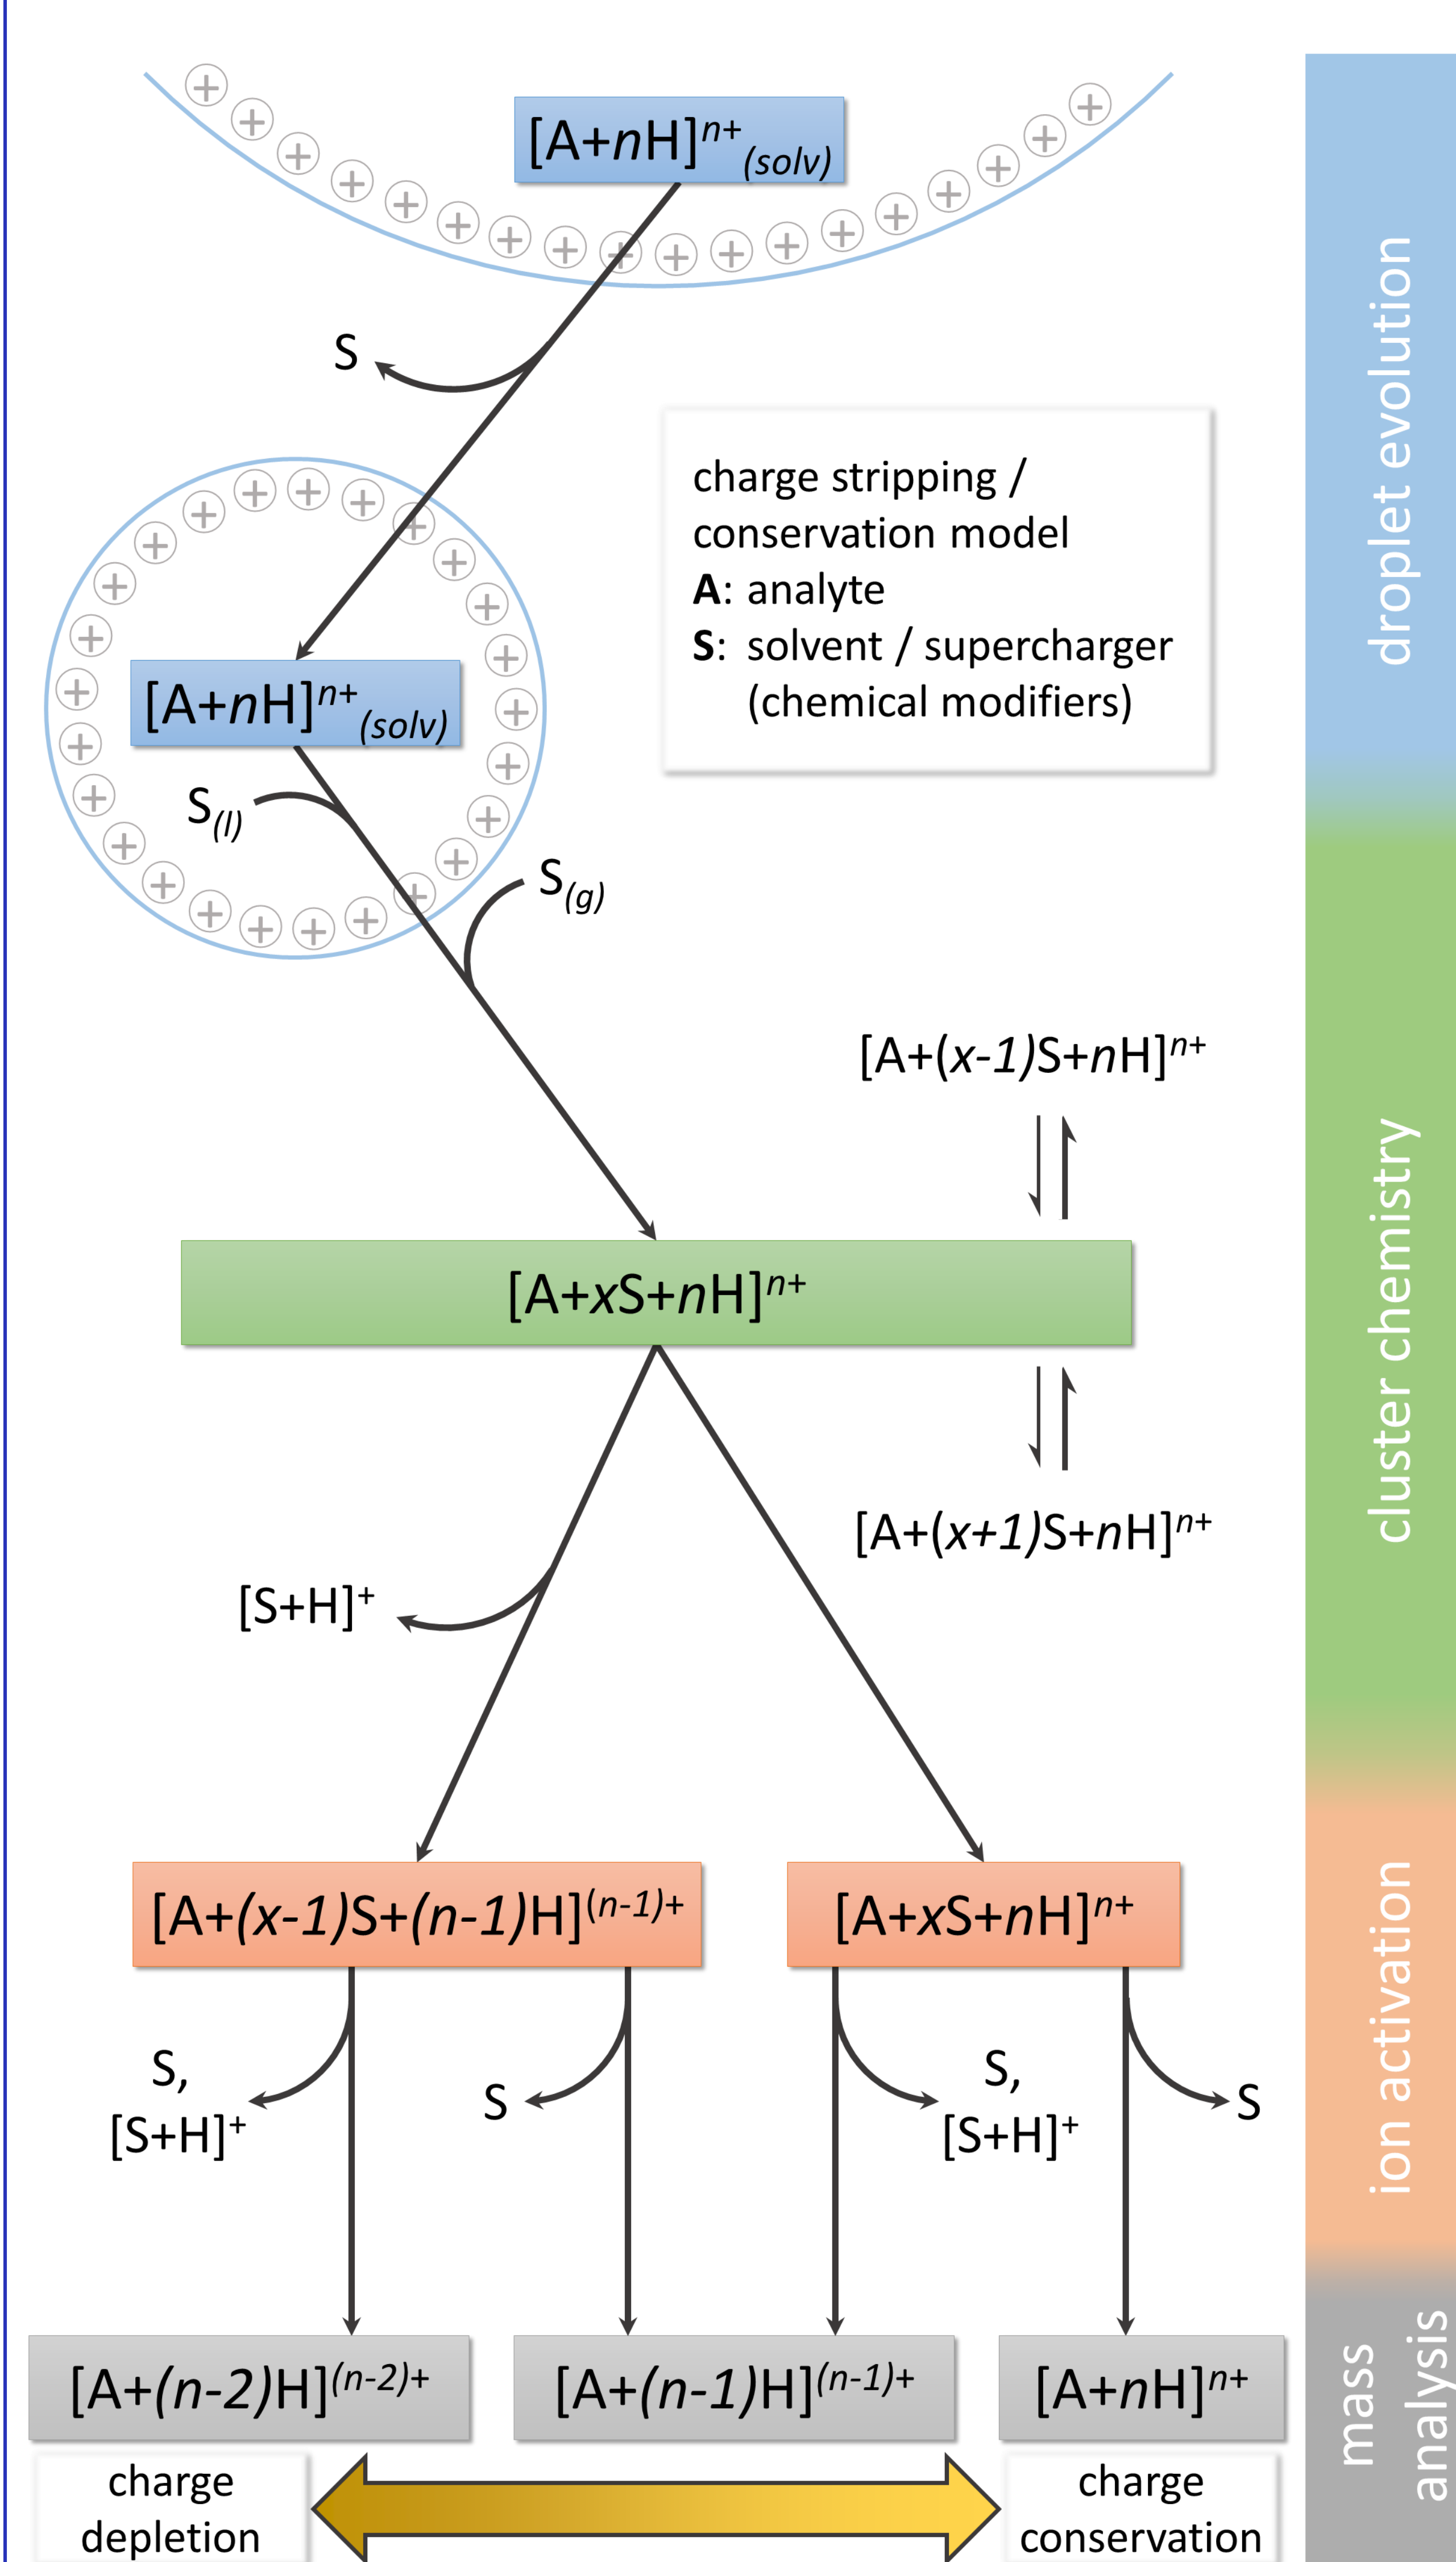 [A+nH]n+(solv)
S
charge stripping /
conservation model
A: analyte
S: solvent / supercharger
(chemical modifiers)
[A+nH]n+(solv)
S(l)
S(g)
droplet evolution
[A+(x-1)S+nH]n+
[A+xS+nH]n+
[A+(x+1)S+nH]n+
cluster chemistry
[S+H]+
[A+(x-1)S+(n-1)H](n-1)+
[A+xS+nH]n+
S,
[S+H]+
S
S,
[S+H]+
S
ion activation
[A+(n-2)H](n-2)+
[A+(n-1)H](n-1)+
[A+nH]n+
mass
analysis
charge
depletion
charge
conservation